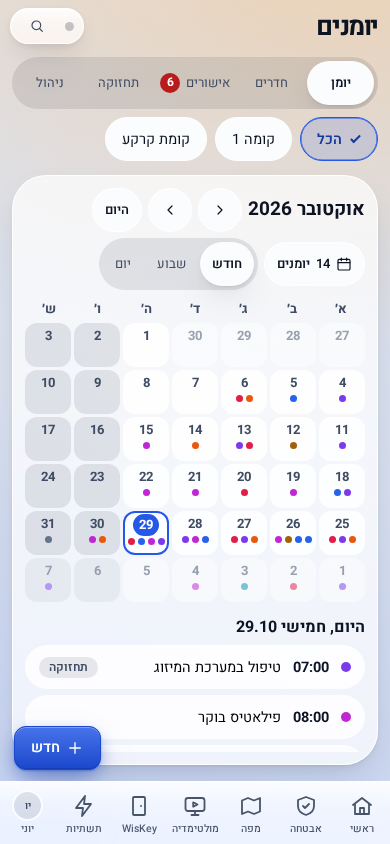 יומנים
יומן חדרים אישורים 6 תחזוקה ניהול
הכל קומה 1 קומת קרקע
אוקטובר 2026 היום
14 יומנים חודש שבוע יום
א׳ ב׳ ג׳ ד׳ ה׳ ו׳ ש׳
27 28 29 30 1 2 3
4 5 6 7 8 9 10
11 12 13 14 15 16 17
18 19 20 21 22 23 24
25 26 27 28 29 30 31
1 2 3 4 5 6 7
היום, חמישי 29.10
07:00 טיפול במערכת המיזוג תחזוקה
08:00 פילאטיס בוקר
חדש
ראשי אבטחה מפה מולטימדיה WisKey תשתיות יו יוני